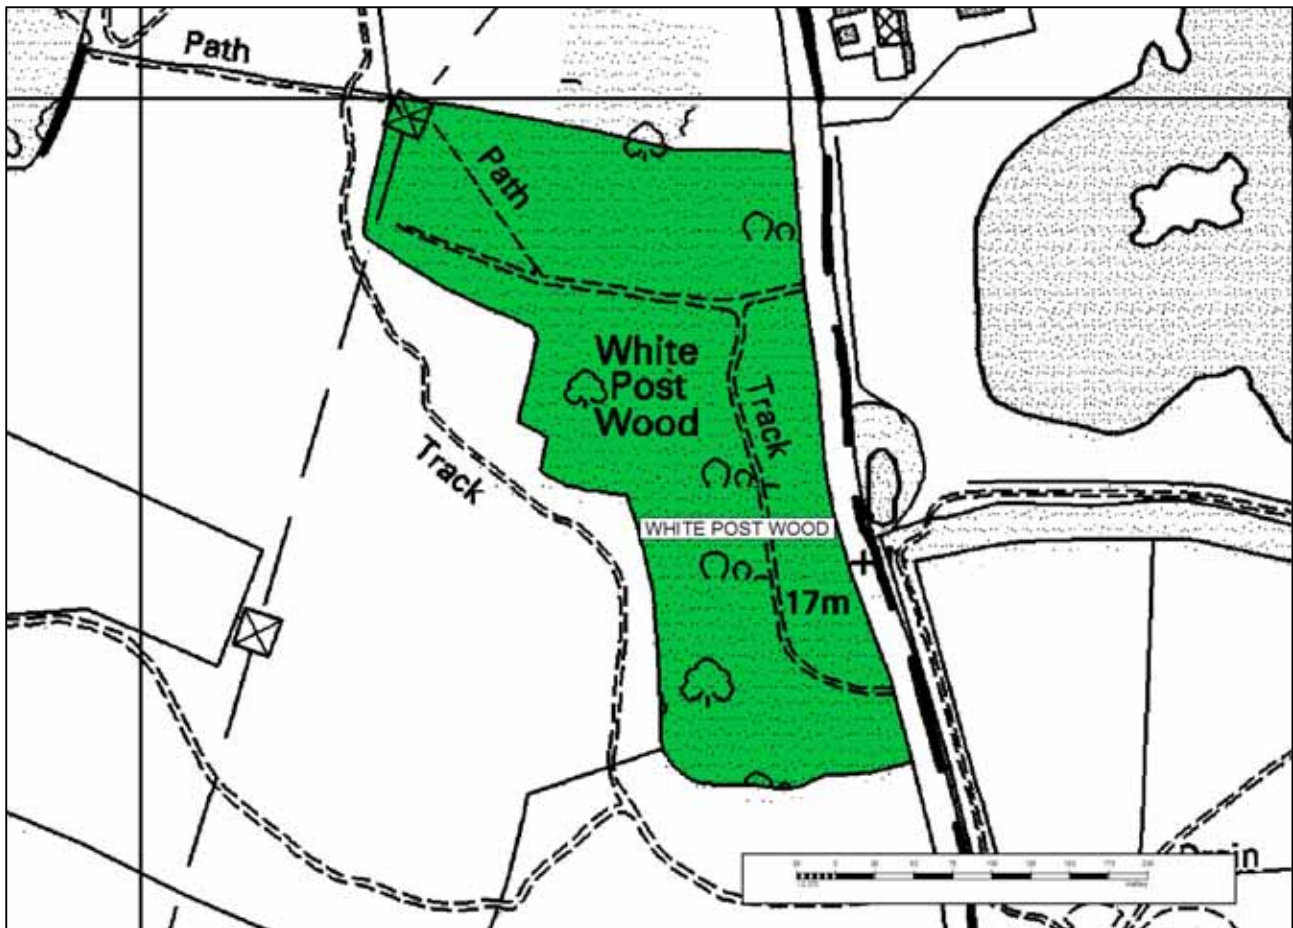 Path
Path
White
Post
Wood
Track
Track
WHITE POST WOOD
17m
Drain